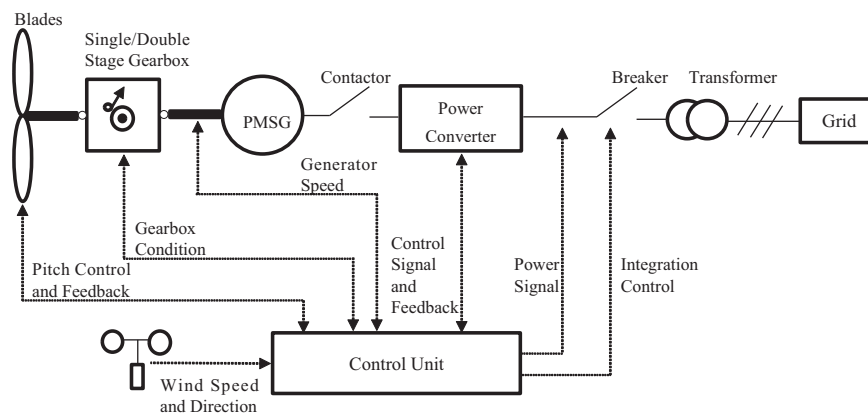 Blades
Single/Double
Stage Gearbox
Contactor
Breaker
Transformer
PMSG
Power
Converter
Grid
Generator
Speed
Gearbox
Condition
Control
Signal
and
Feedback
Power
Signal
Integration
Control
Pitch Control
and Feedback
Control Unit
Wind Speed
and Direction